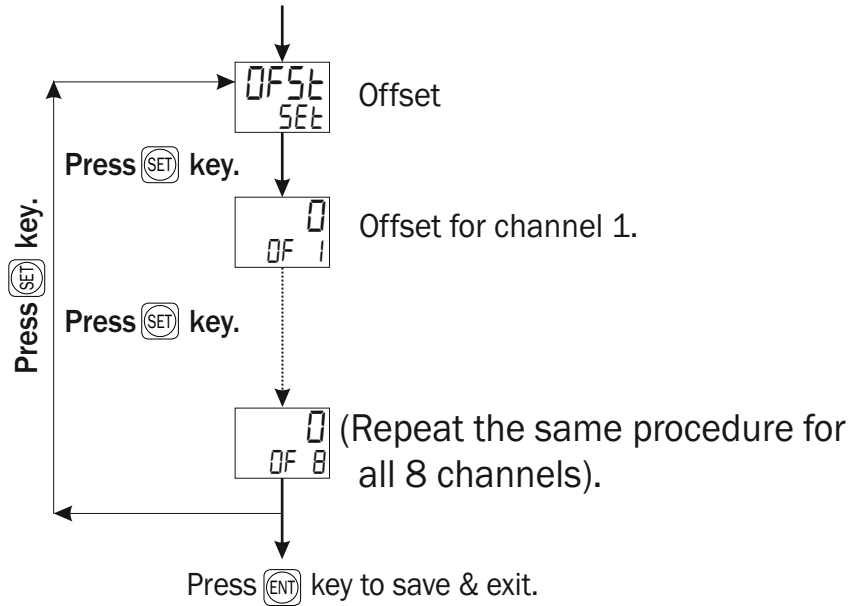 OFSt
SEt
Offset
Press SET key.
0
OF 1
Offset for channel 1.
Press SET key.
Press SET key.
0
OF 8
(Repeat the same procedure for
all 8 channels).
Press ENT key to save & exit.